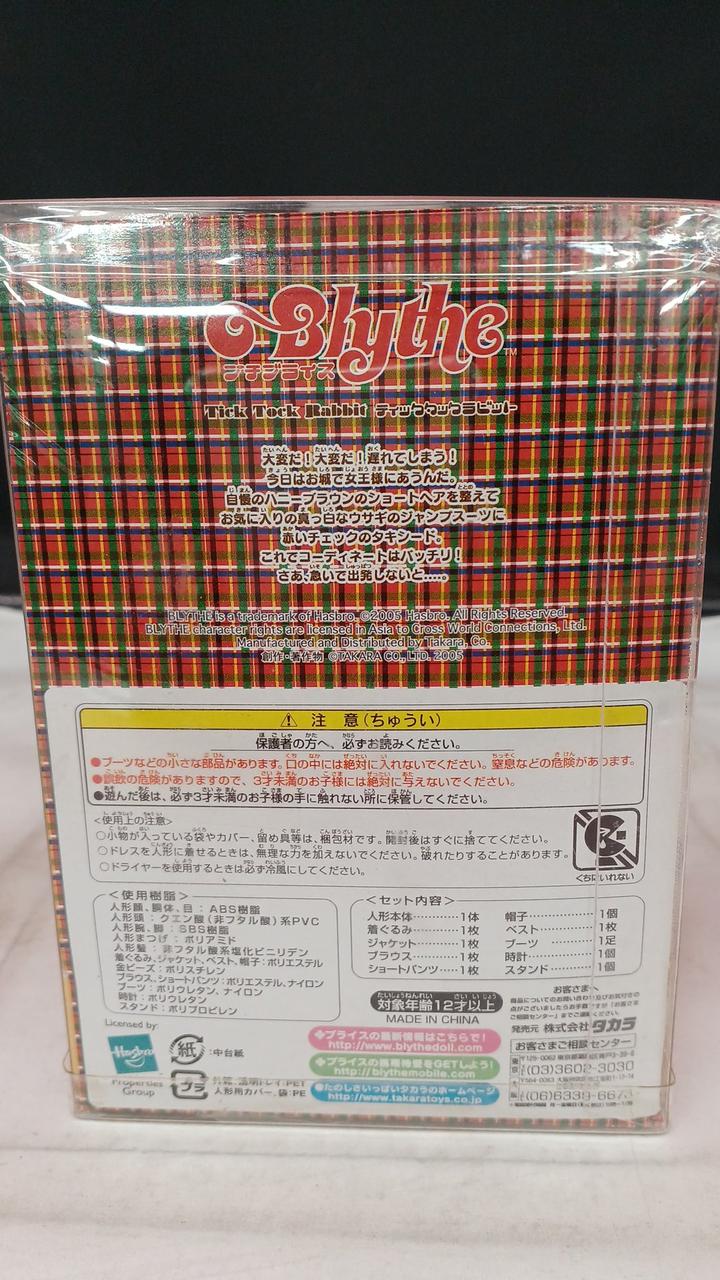 Blythe™
プチブライス
Tick Tock Rabbit ティックタックラビット
大変だ！大変だ！遅れてしまう！
今日はお城で女王様にあうんだ。
自慢のハニーブラウンのショートヘアを整えて
お気に入りの真っ白なウサギのジャンプスーツに
赤いチェックのタキシード。
これでコーディネートはバッチリ！
さあ、急いで出発しないと.....。
BLYTHE is a trademark of Hasbro. ©2005 Hasbro. All Rights Reserved.
BLYTHE character rights are licensed in Asia to Cross World Connections, Ltd.
Manufactured and Distributed by Takara, Co.
創作・著作物 ©TAKARA CO.,LTD. 2005
⚠ 注 意(ちゅうい)
保護者の方へ、必ずお読みください。
●ブーツなどの小さな部品があります。口の中には絶対に入れないでください。窒息などの危険があります。
●誤飲の危険がありますので、3才未満のお子様には絶対に与えないでください。
●遊んだ後は、必ず3才未満のお子様の手に触れない所に保管してください。
<使用上の注意>
○小物が入っている袋やカバー、留め具等は、梱包材です。開封後はすぐに捨ててください。
○ドレスを人形に着せるときは、無理な力を加えないでください。破れたりすることがあります。
○ドライヤーを使用するときは必ず冷風にしてください。
くちにいれない
<使用樹脂>
人形顔、胴体、目：ABS樹脂
人形頭：クエン酸(非フタル酸)系PVC
人形腕、脚：SBS樹脂
人形まつげ：ポリアミド
人形髪：非フタル酸系塩化ビニリデン
着ぐるみ、ジャケット、ベスト、帽子：ポリエステル
金ビーズ：ポリスチレン
ブラウス、ショートパンツ：ポリエステル、ナイロン
ブーツ：ポリウレタン、ナイロン
時計：ポリウレタン
スタンド：ポリプロピレン
<セット内容>
人形本体…………1体
着ぐるみ…………1枚
ジャケット………1枚
ブラウス…………1枚
ショートパンツ…1枚
帽子………………1個
ベスト……………1枚
ブーツ……………1足
時計………………1個
スタンド…………1個
対象年齢12才以上
MADE IN CHINA
お客さまへ
発売元 株式会社タカラ
お客さまご相談センター
東京
〒125-0062
(03)3602-3030
大阪
(06)6339-6673
Licensed by:
Hasbro
Properties
Group
紙：中台紙
プラ
外箱、透明トレイ：PET
人形用カバー、袋：PE
ブライスの最新情報はこちらで！
http://www.blythedoll.com
ブライスの携帯待受をGETしよう！
http://blythemobile.com
たのしさいっぱいタカラのホームページ
http://www.takaratoys.co.jp